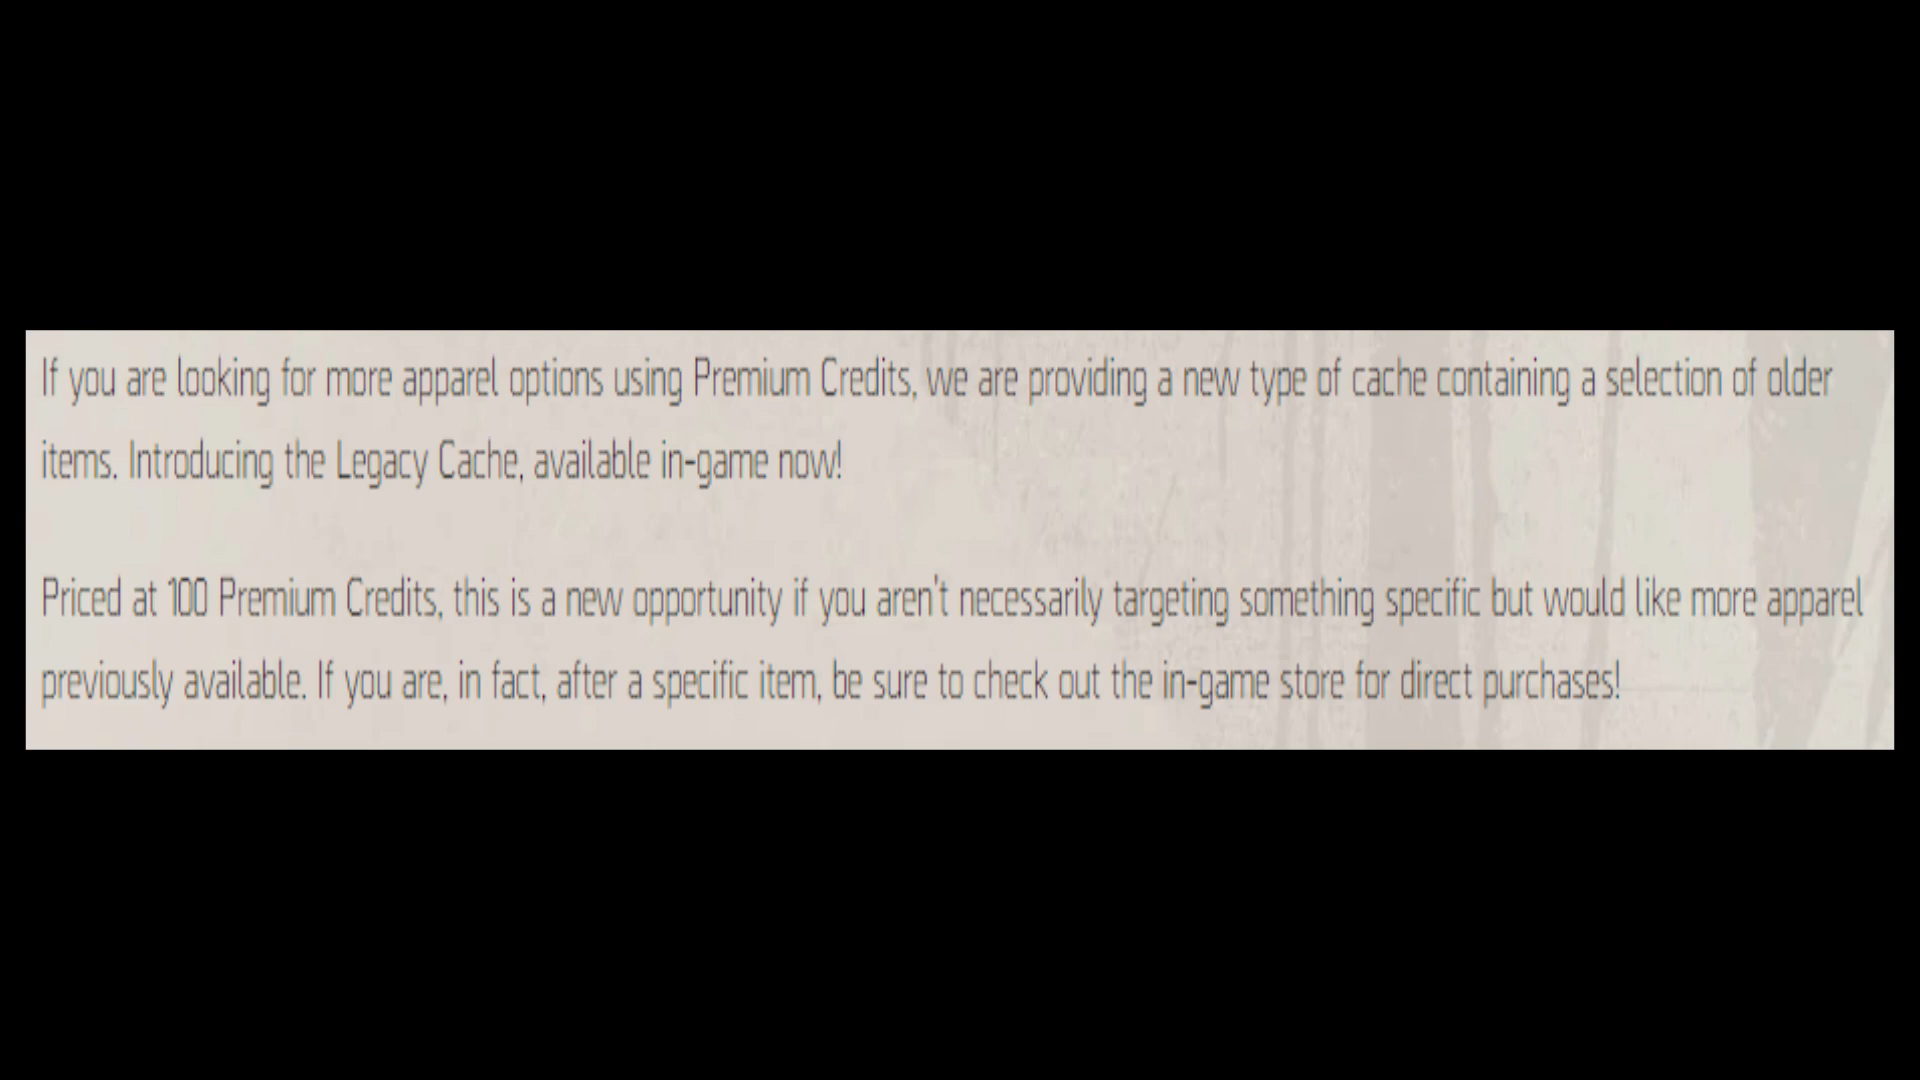 If you are looking for more apparel options using Premium Credits, we are providing a new type of cache containing a selection of older
items. Introducing the Legacy Cache, available in-game now!
Priced at 100 Premium Credits, this is a new opportunity if you aren't necessarily targeting something specific but would like more apparel
previously available. If you are, in fact, after a specific item, be sure to check out the in-game store for direct purchases!